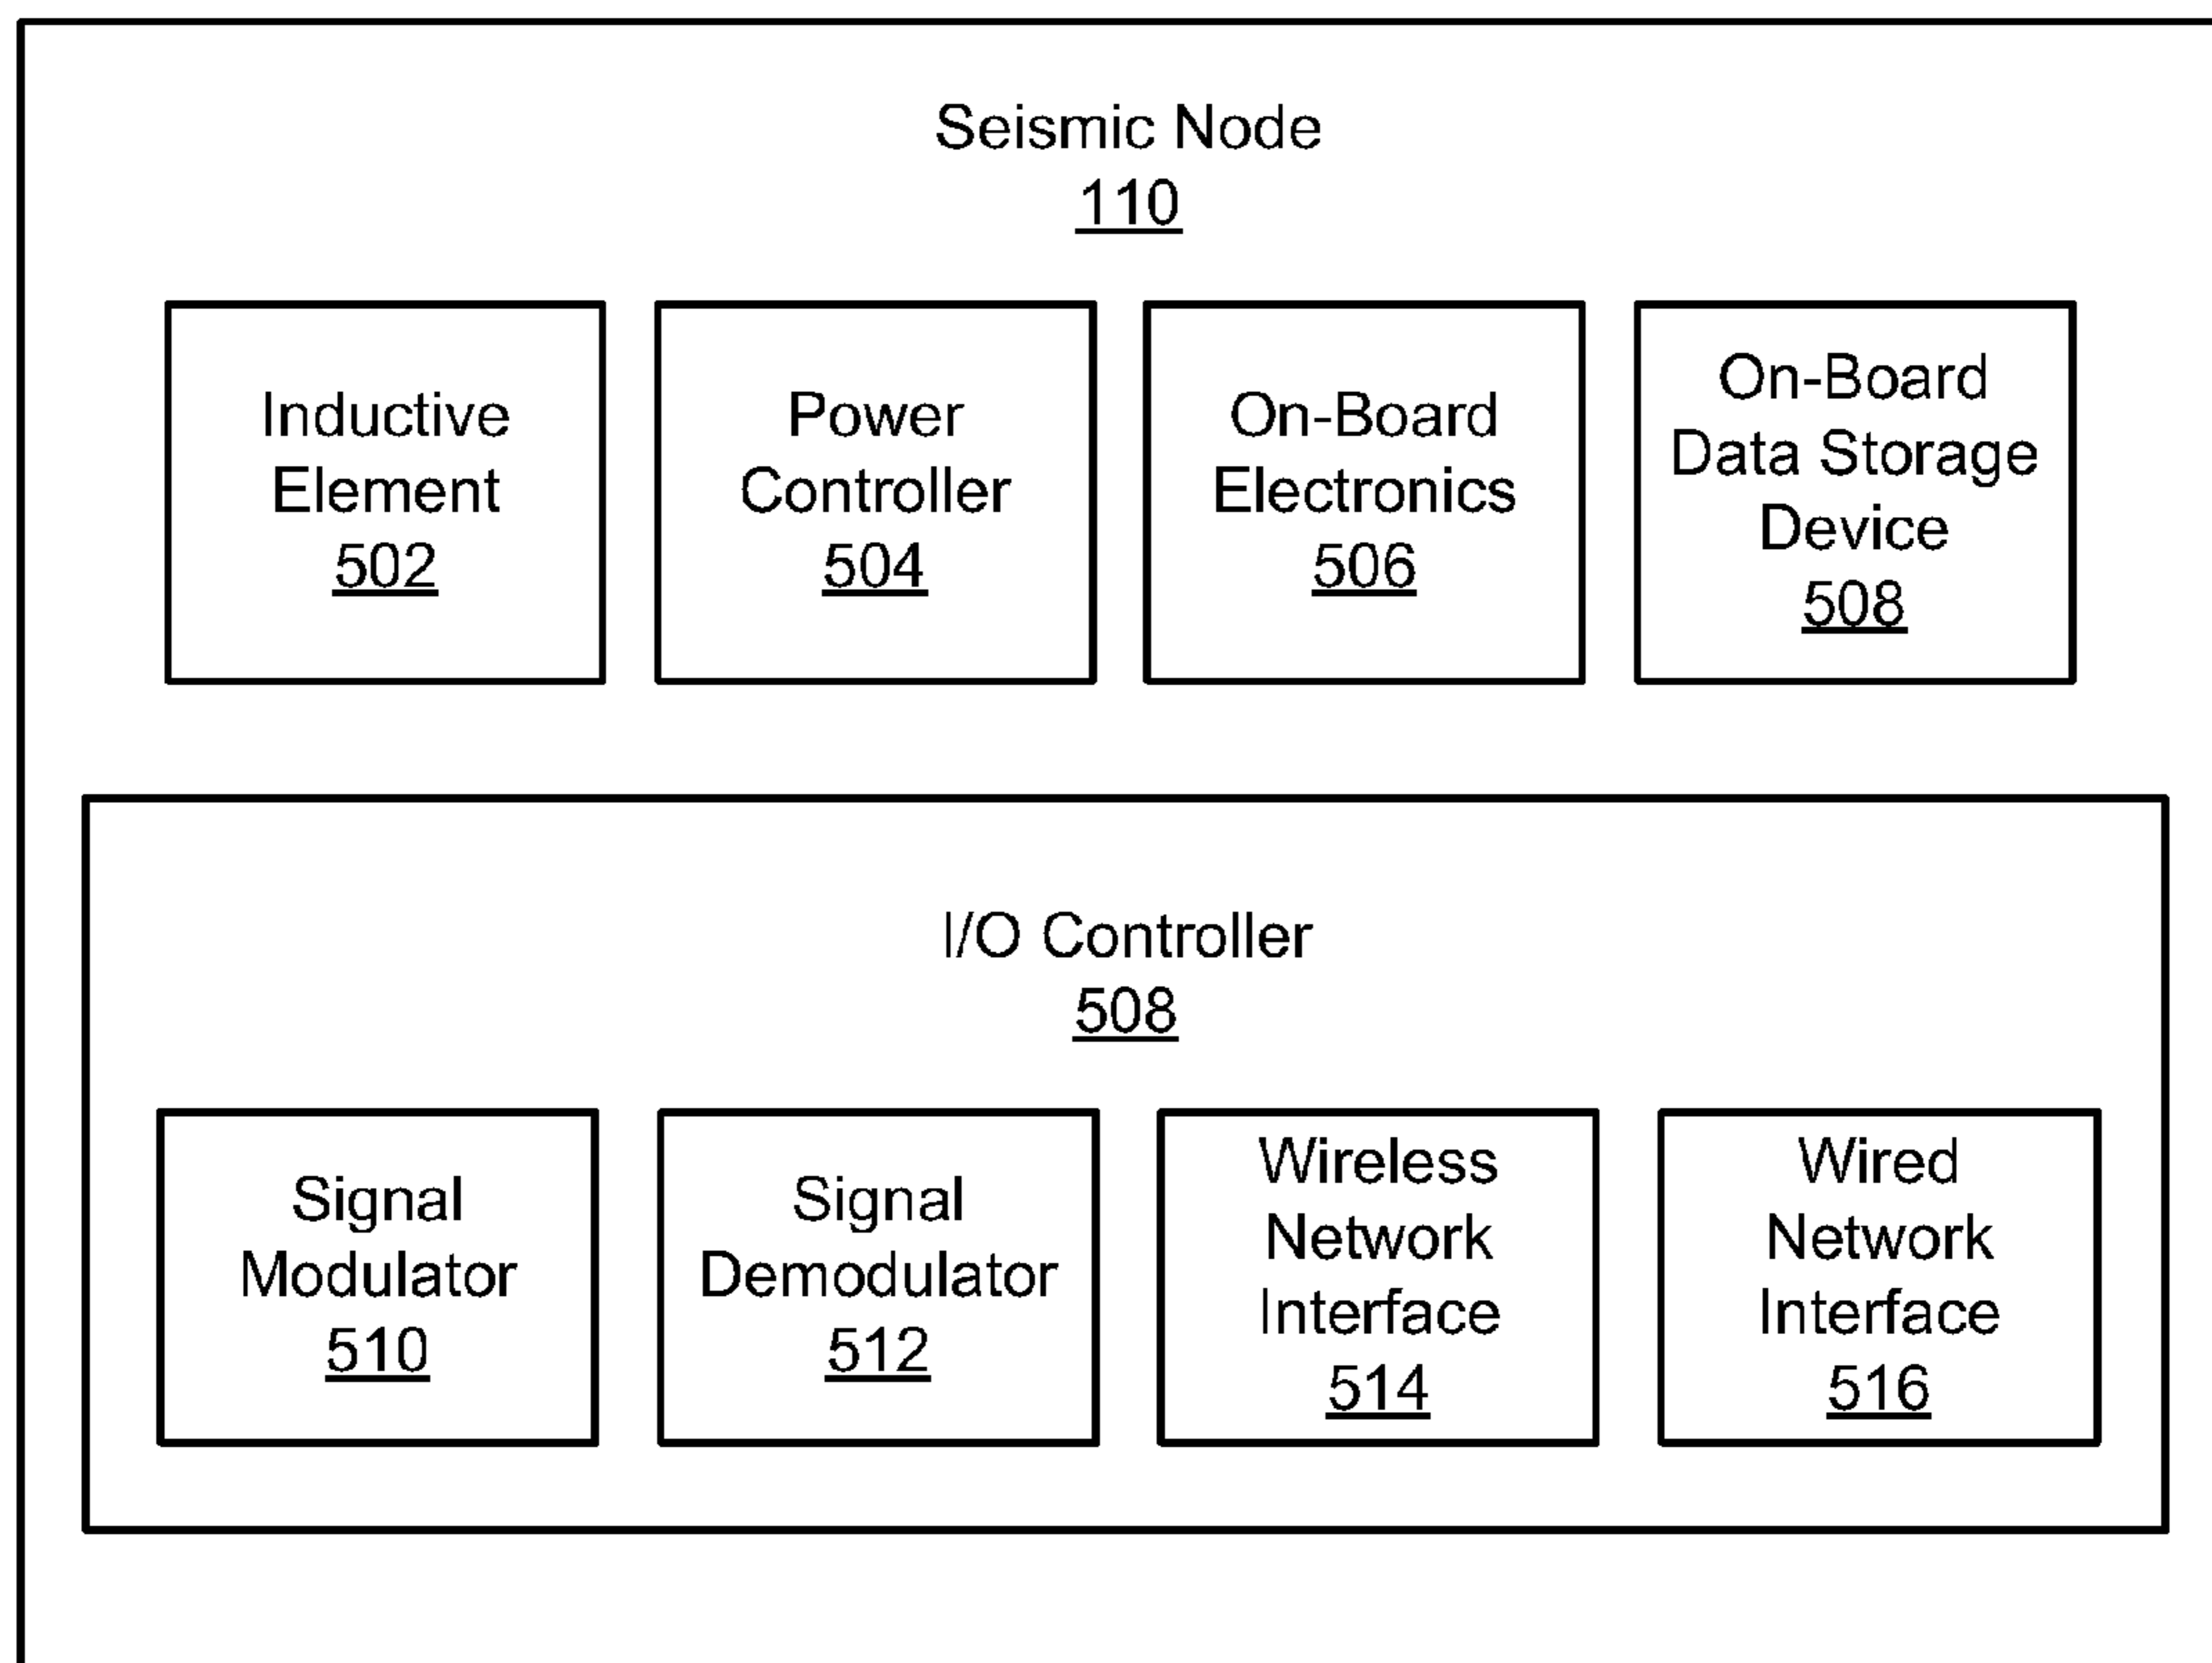 Seismic Node
110
Inductive
Element
502
Power
Controller
504
On-Board
Electronics
506
On-Board
Data Storage
Device
508
I/O Controller
508
Signal
Modulator
510
Signal
Demodulator
512
Wireless
Network
Interface
514
Wired
Network
Interface
516